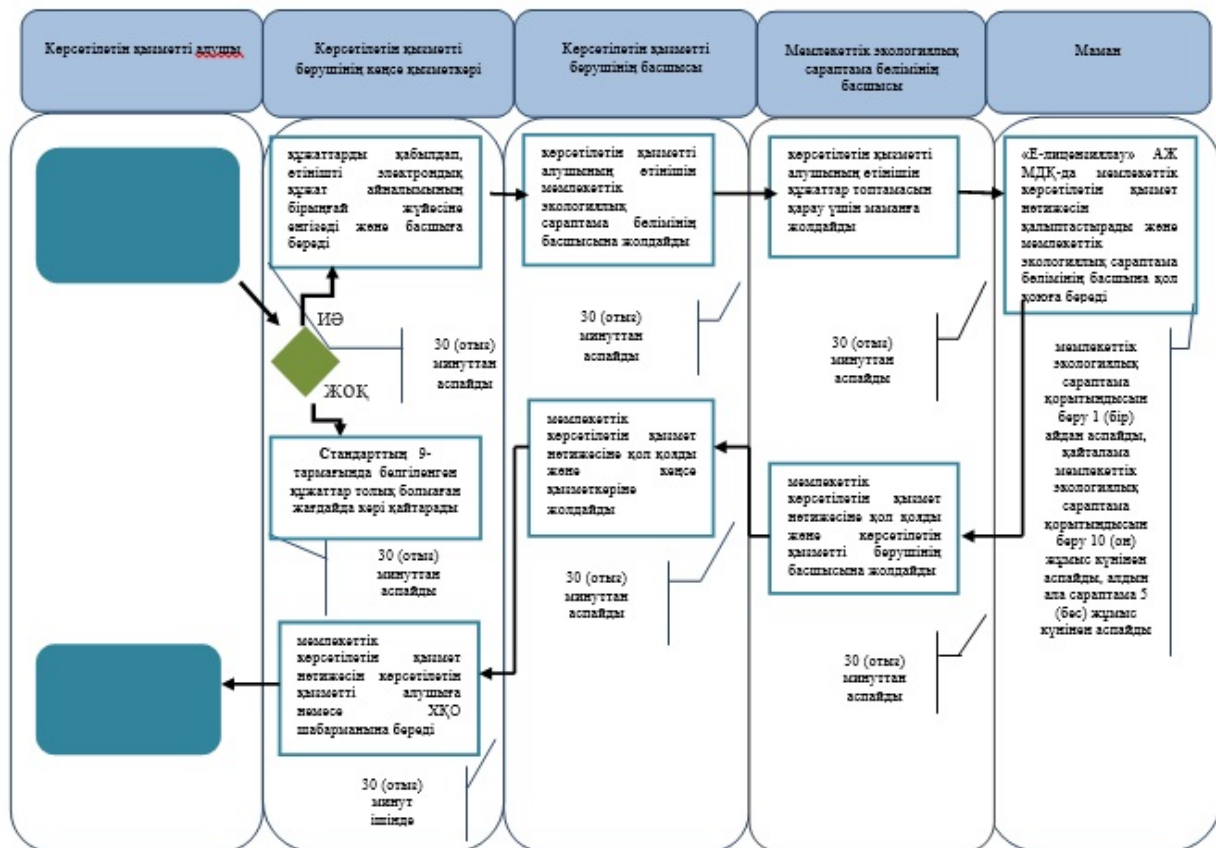 Көрсетілетін қызметті алушы
Көрсетілетін қызметті
берушінің кеңсе қызметкері
Көрсетілетін қызметті
берушінің басшысы
Мемлекеттік экологиялық
сараптама бөлімінің
басшысы
Маман
құжаттарды қабылдап,
өтінішті электрондық
құжат айналымының
бірыңғай жүйесіне
енгізеді және басшыға
береді
көрсетілетін қызметті
алушының өтінішін
мемлекеттік
экологиялық
сараптама бөлімінің
басшысына жолдайды
көрсетілетін қызметті
алушының өтінішін
құжаттар топтамасын
қарау үшін маманға
жолдайды
«Е-лицензиялау» АЖ
МДҚ-да мемлекеттік
көрсетілетін қызмет
нәтижесін
қалыптастырады және
мемлекеттік
экологиялық сараптама
бөлімінің басшына қол
қоюға береді
ИӘ
30 (отыз)
минуттан
аспайды
30 (отыз)
минуттан
аспайды
30 (отыз)
минуттан
аспайды
мемлекеттік
экологиялық
сараптама
қорытындысын
беру 1 (бір)
айдан аспайды,
қайталама
мемлекеттік
экологиялық
сараптама
қорытындысын
беру 10 (он)
жұмыс күнінен
аспайды, алдын
ала сараптама 5
(бес) жұмыс
күнінен аспайды
ЖОҚ
Стандарттың 9-
тармағында белгіленген
құжаттар толық болмаған
жағдайда кері қайтарады
мемлекеттік
көрсетілетін қызмет
нәтижесіне қол қояды
және кеңсе
қызметкеріне
жолдайды
мемлекеттік
көрсетілетін қызмет
нәтижесіне қол қояды
және көрсетілетін
қызметті берушінің
басшысына жолдайды
30 (отыз)
минуттан
аспайды
30 (отыз)
минуттан
аспайды
30 (отыз)
минуттан
аспайды
мемлекеттік
көрсетілетін қызмет
нәтижесін көрсетілетін
қызметті алушыға
немесе ХҚО
шабарманына береді
30 (отыз)
минут
ішінде